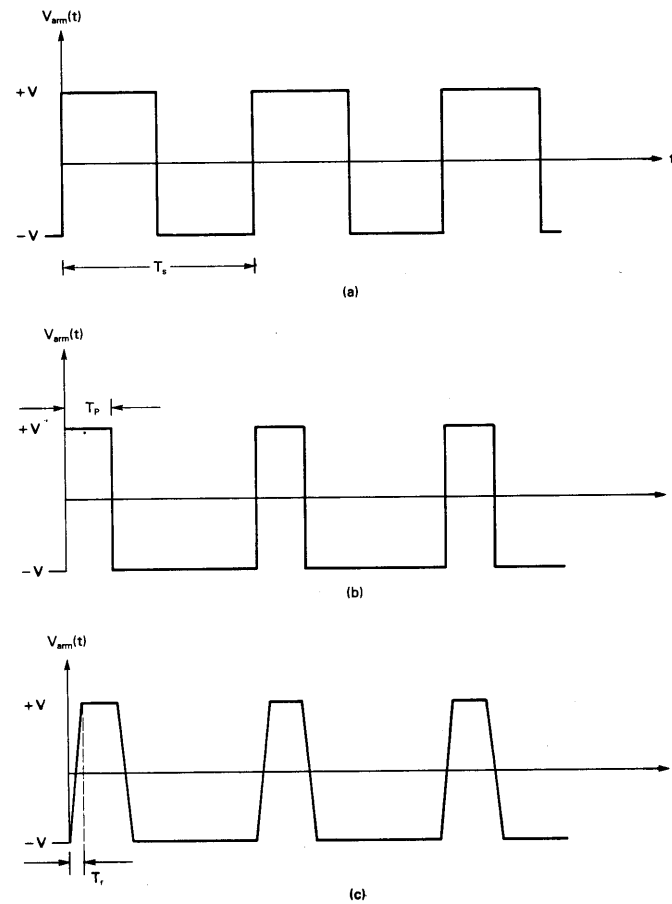 V_arm(t)
+V
t
-V
T_s
(a)
V_arm(t)
T_p
+V
-V
(b)
V_arm(t)
+V
-V
T_r
(c)